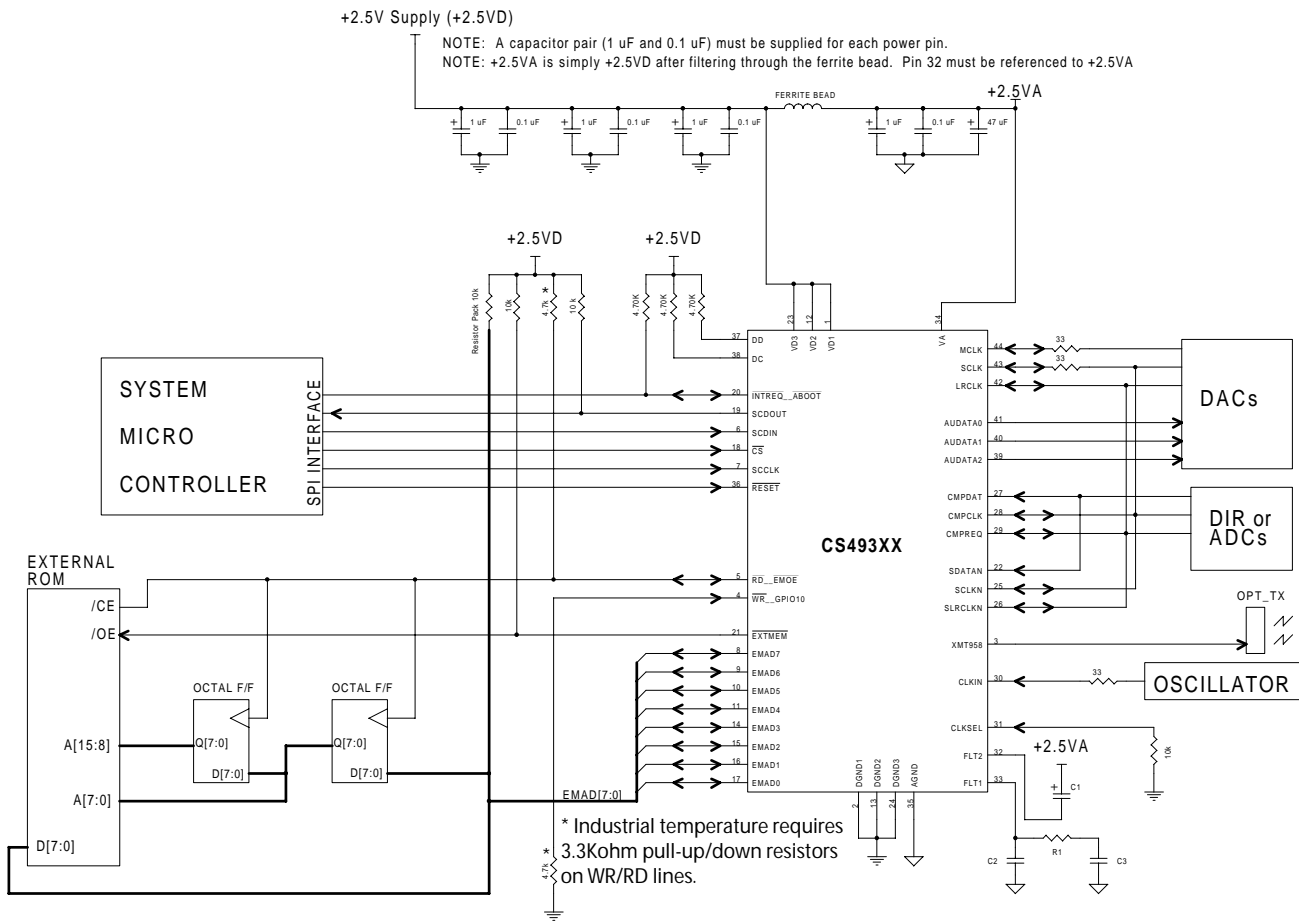 +2.5V Supply (+2.5VD)
NOTE: A capacitor pair (1 uF and 0.1 uF) must be supplied for each power pin.
NOTE: +2.5VA is simply +2.5VD after filtering through the ferrite bead. Pin 32 must be referenced to +2.5VA
FERRITE BEAD
+2.5VA
+ 1 uF
0.1 uF
+ 1 uF
0.1 uF
+ 1 uF
0.1 uF
+ 1 uF
0.1 uF
+ 47 uF
+2.5VD
+2.5VD
Resistor Pack 10k
10k
4.7k *
10 k
4.70K
4.70K
4.70K
23
12
1
34
VD3
VD2
VD1
VA
SYSTEM
MICRO
CONTROLLER
SPI INTERFACE
37 DD
38 DC
20 INTREQ__ABOOT
19 SCDOUT
6 SCDIN
18 CS
7 SCCLK
36 RESET
5 RD__EMOE
4 WR__GPIO10
21 EXTMEM
8 EMAD7
9 EMAD6
10 EMAD5
11 EMAD4
14 EMAD3
15 EMAD2
16 EMAD1
17 EMAD0
CS493XX
MCLK 44 33
SCLK 43 33
LRCLK 42
AUDATA0 41
AUDATA1 40
AUDATA2 39
DACs
CMPDAT 27
CMPCLK 28
CMPREQ 29
SDATAN 22
SCLKN 25
SLRCLKN 26
DIR or
ADCs
OPT_TX
XMT958 3
CLKIN 30 33
OSCILLATOR
CLKSEL 31
10k
FLT2 32
FLT1 33
+2.5VA
+ C1
R1
C2
C3
DGND1
DGND2
DGND3
AGND
2
13
24
35
EXTERNAL
ROM
/CE
/OE
A[15:8]
A[7:0]
D[7:0]
OCTAL F/F
Q[7:0]
D[7:0]
OCTAL F/F
Q[7:0]
D[7:0]
EMAD[7:0]
4.7k *
* Industrial temperature requires
3.3Kohm pull-up/down resistors
on WR/RD lines.